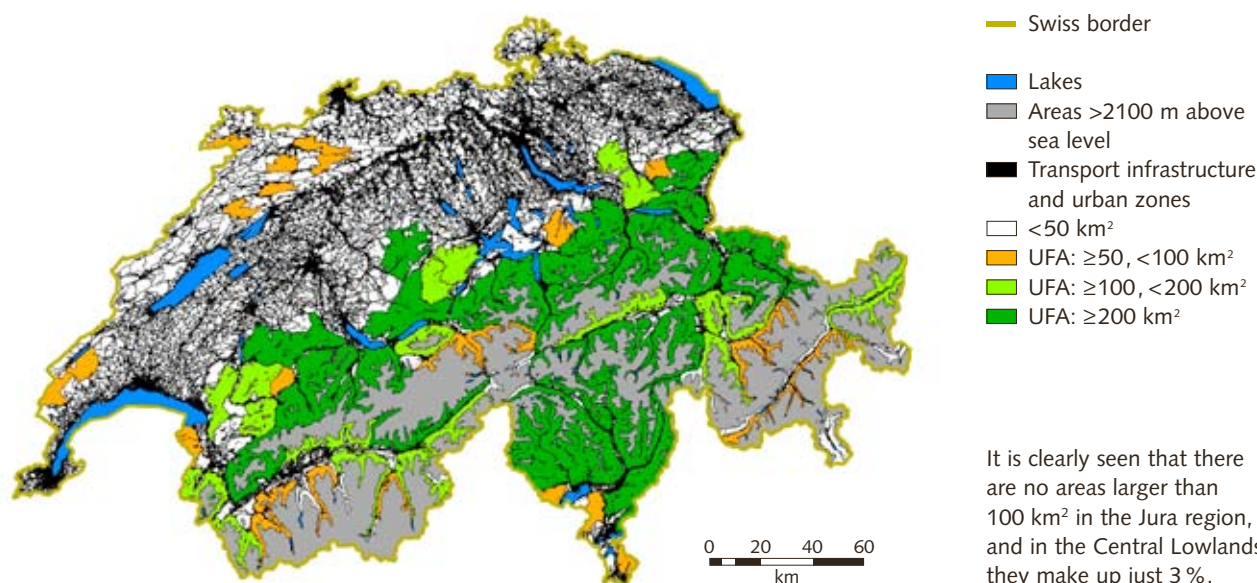 Swiss border
Lakes
Areas >2100 m above
sea level
Transport infrastructure
and urban zones
<50 km²
UFA: ≥50, <100 km²
UFA: ≥100, <200 km²
UFA: ≥200 km²
It is clearly seen that there
are no areas larger than
100 km² in the Jura region,
and in the Central Lowlands
they make up just 3 %.
0 20 40 60
km